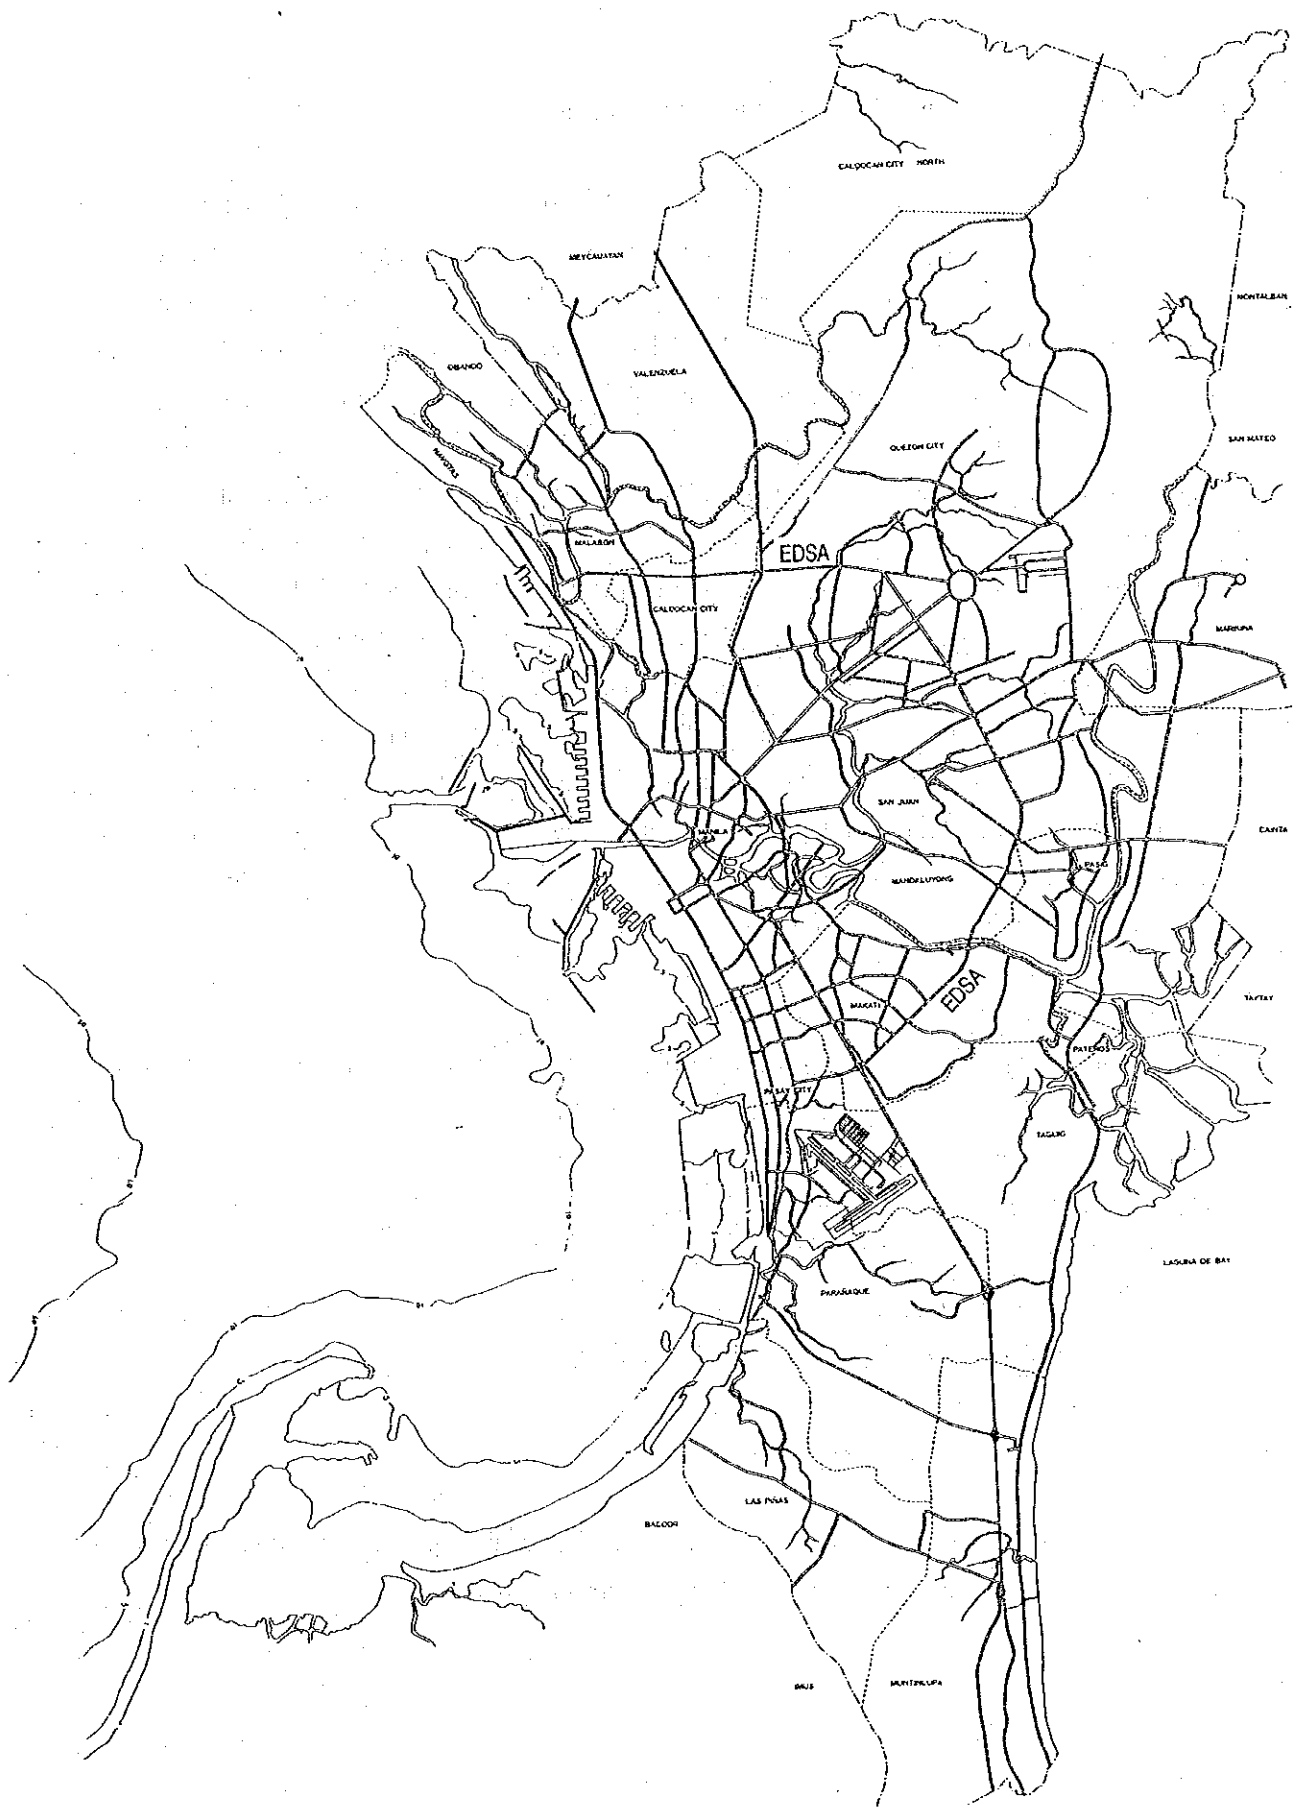 CALOOCAN CITY NORTH
MEYCAUAYAN
MONTALBAN
OBANDO
VALENZUELA
QUEZON CITY
SAN MATEO
NAVOTAS
MALABON
EDSA
CALOOCAN CITY
MARIKINA
SAN JUAN
MANILA
CAINTA
PASIG
MANDALUYONG
EDSA
MAKATI
TAYTAY
PATEROS
PASAY CITY
TAGUIG
LAGUNA DE BAY
PARAÑAQUE
LAS PIÑAS
BACOOR
IMUS
MUNTINLUPA